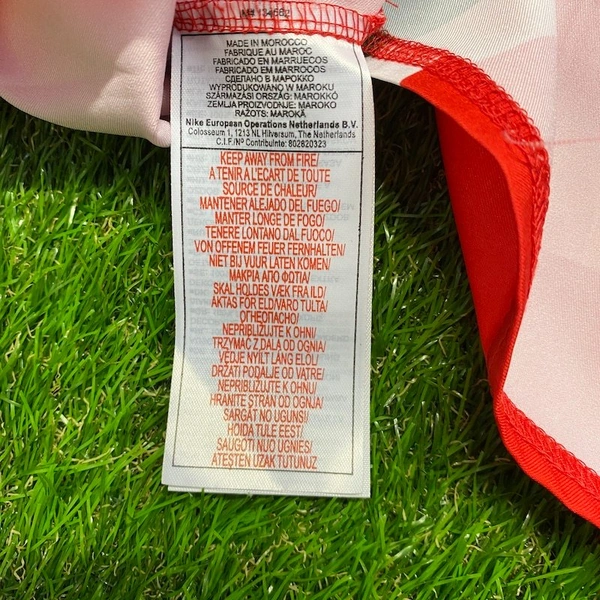 MADE IN MOROCCO
FABRIQUE AU MAROC
FABRICADO EN MARRUECOS
FABRICADO EM MARROCOS
СДЕЛАНО В МАРОККО
WYPRODUKOWANO W MAROKU
SZÁRMAZÁSI ORSZÁG: MAROKKÓ
ZEMLJA PROIZVODNJE: MAROKO
RAŽOTS: MAROKĀ
Nike European Operations Netherlands B.V.
Colosseum 1, 1213 NL Hilversum, The Netherlands
C.I.F/Nº Contribuinte: 802820323
KEEP AWAY FROM FIRE/
A TENIR A L'ECART DE TOUTE
SOURCE DE CHALEUR/
MANTENER ALEJADO DEL FUEGO/
MANTER LONGE DE FOGO/
TENERE LONTANO DAL FUOCO/
VON OFFENEM FEUER FERNHALTEN/
NIET BIJ VUUR LATEN KOMEN/
ΜΑΚΡΙΑ ΑΠΟ ΦΩΤΙΑ/
SKAL HOLDES VÆK FRA ILD/
AKTAS FÖR ELD/VARO TULTA/
ОГНЕОПАСНО/
NEPŘIBLIŽUJTE K OHNI/
TRZYMAĆ Z DALA OD OGNIA/
VÉDJE NYÍLT LÁNG ELŐL/
DRŽATI PODALJE OD VATRE/
NEPRIBLIŽUJTE K OHŇU/
HRANITE STRAN OD OGNJA/
SARGĀT NO UGUNS/
HOIDA TULE EEST/
SAUGOTI NUO UGNIES/
ATEŞTEN UZAK TUTUNUZ